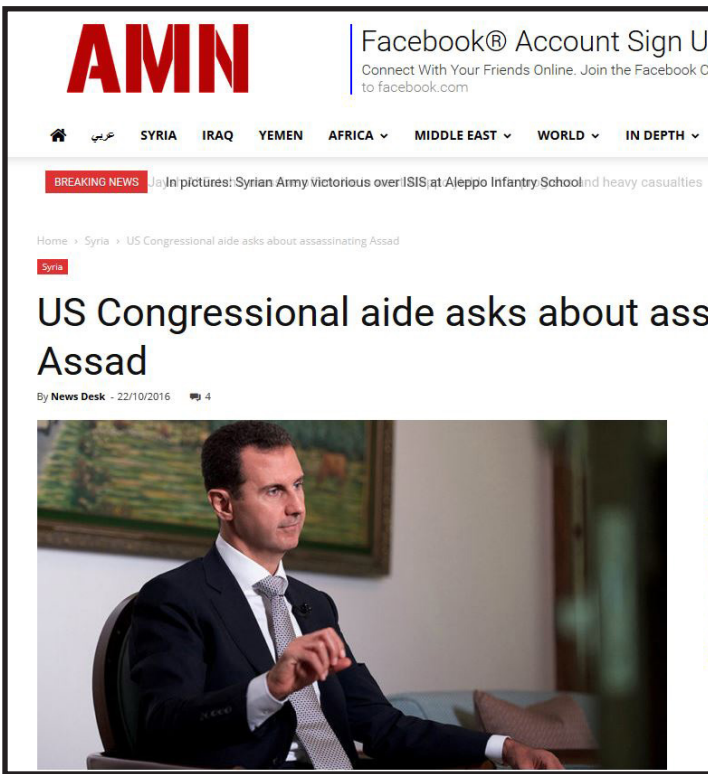 AMN
Facebook® Account Sign U
Connect With Your Friends Online. Join the Facebook C
to facebook.com
عربي SYRIA IRAQ YEMEN AFRICA MIDDLE EAST WORLD IN DEPTH
BREAKING NEWS In pictures: Syrian Army victorious over ISIS at Aleppo Infantry School nd heavy casualties
Home › Syria › US Congressional aide asks about assassinating Assad
Syria
US Congressional aide asks about ass
Assad
By News Desk - 22/10/2016 4